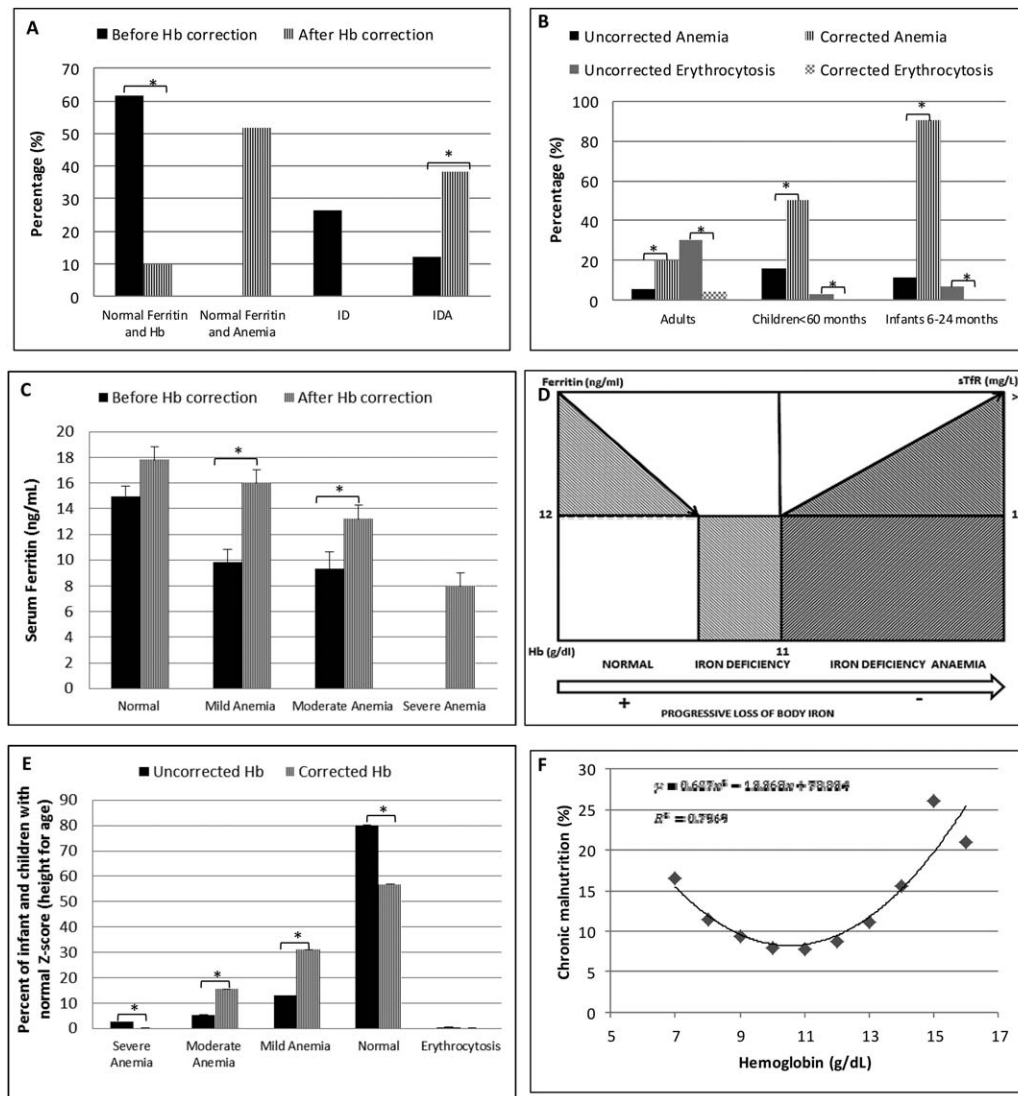 A
Before Hb correction After Hb correction
Percentage (%)
70
60
50
40
30
20
10
0
*
*
Normal Ferritin and Hb
Normal Ferritin and Anemia
ID
IDA
B
Uncorrected Anemia Corrected Anemia
Uncorrected Erythrocytosis Corrected Erythrocytosis
Percentage (%)
100
80
60
40
20
0
* * * * * *
Adults Children<60 months Infants 6-24 months
C
Before Hb correction After Hb correction
Serum Ferritin (ng/mL)
20
18
16
14
12
10
8
6
4
2
0
* *
Normal Mild Anemia Moderate Anemia Severe Anemia
D
Ferritin (ng/ml) sTfR (mg/L)
>
12 1
Hb (g/dl) 11
NORMAL IRON DEFICIENCY IRON DEFICIENCY ANAEMIA
+ -
PROGRESSIVE LOSS OF BODY IRON
E
Uncorrected Hb Corrected Hb
Percent of infant and children with
normal Z-score (height for age)
90
80
70
60
50
40
30
20
10
0
* * * *
Severe Anemia
Moderate Anemia
Mild Anemia
Normal
Erythrocytosis
F
Chronic malnutrition (%)
30
25
20
15
10
5
0
5 7 9 11 13 15 17
Hemoglobin (g/dL)